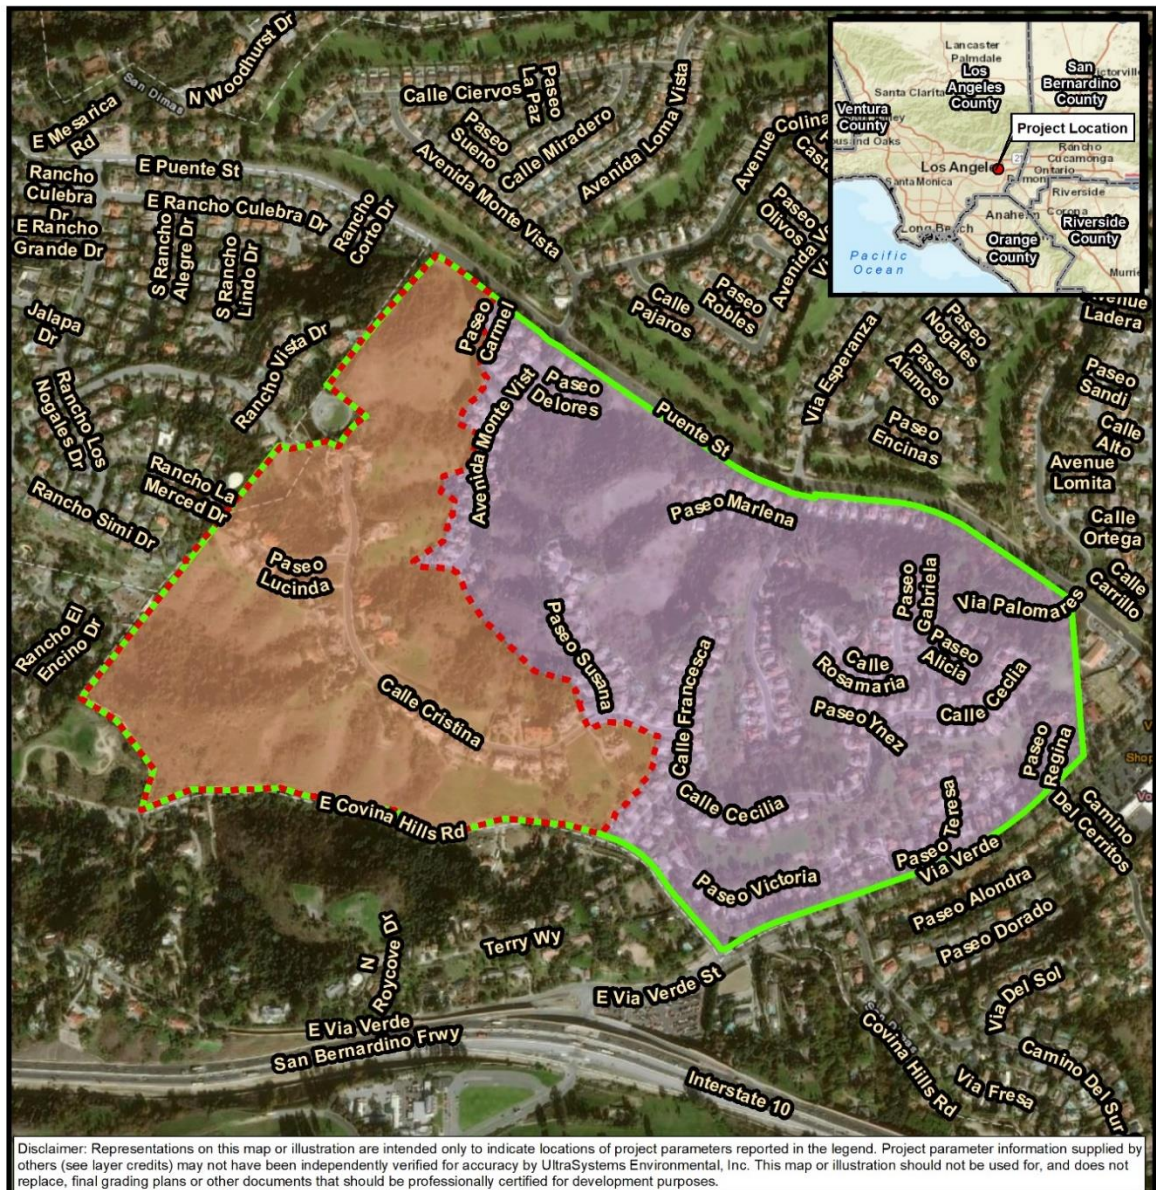 N Woodhurst Dr
San Dimas
E Mesarica
Rd
E Puente St
Rancho
Culebra
Dr
E Rancho
Grande Dr
E Rancho Culebra Dr
S Rancho
Alegre Dr
S Rancho
Lindo Dr
Rancho
Corto Dr
Calle Ciervos
Paseo
La Paz
Paseo
Sueno
Calle Miradero
Avenida Monte Vista
Avenida Loma Vista
Avenue Colina
Paseo
Olivos
Avenida
Paseo
Robles
Calle
Pajaros
Lancaster
Palmdale
Los
Angeles
County
San
Bernardino
County
Santa Clarita
Ventura
County
Project Location
Rancho
Cucamonga
Ontario
Los Angele
Santa Monica
Riverside
Corona
Long Beach
Orange
County
Riverside
County
Pacific
Ocean
Murri
Ladera
Jalapa
Dr
Rancho Los
Nogales Dr
Rancho Vista Dr
Rancho La
Merced Dr
Rancho Simi Dr
Rancho El
Encino Dr
Paseo
Carmel
Avenida Monte Vist
Paseo
Delores
Puente St
Via Esperanza
Paseo
Nogales
Paseo
Alamos
Paseo
Encinas
Paseo
Sandi
Calle
Alto
Avenue
Lomita
Calle
Ortega
Calle
Carrillo
Paseo Marlena
Paseo
Lucinda
Paseo Susana
Paseo
Gabriela
Via Palomares
Paseo
Alicia
Calle
Rosamaria
Calle Cecilia
Paseo Ynez
Calle Francesca
Calle Cristina
Paseo
Regina
Camino
Del Cerritos
E Covina Hills Rd
Calle Cecilia
Paseo Teresa
Via Verde
Paseo Victoria
Paseo Alondra
Paseo Dorado
N
Roycove Dr
Terry Wy
E Via Verde St
E Via Verde
San Bernardino Frwy
Interstate 10
Via Del Sol
Covina Hills Rd
Via Fresa
Camino Del Sur
Disclaimer: Representations on this map or illustration are intended only to indicate locations of project parameters reported in the legend. Project parameter information supplied by
others (see layer credits) may not have been independently verified for accuracy by UltraSystems Environmental, Inc. This map or illustration should not be used for, and does not
replace, final grading plans or other documents that should be professionally certified for development purposes.